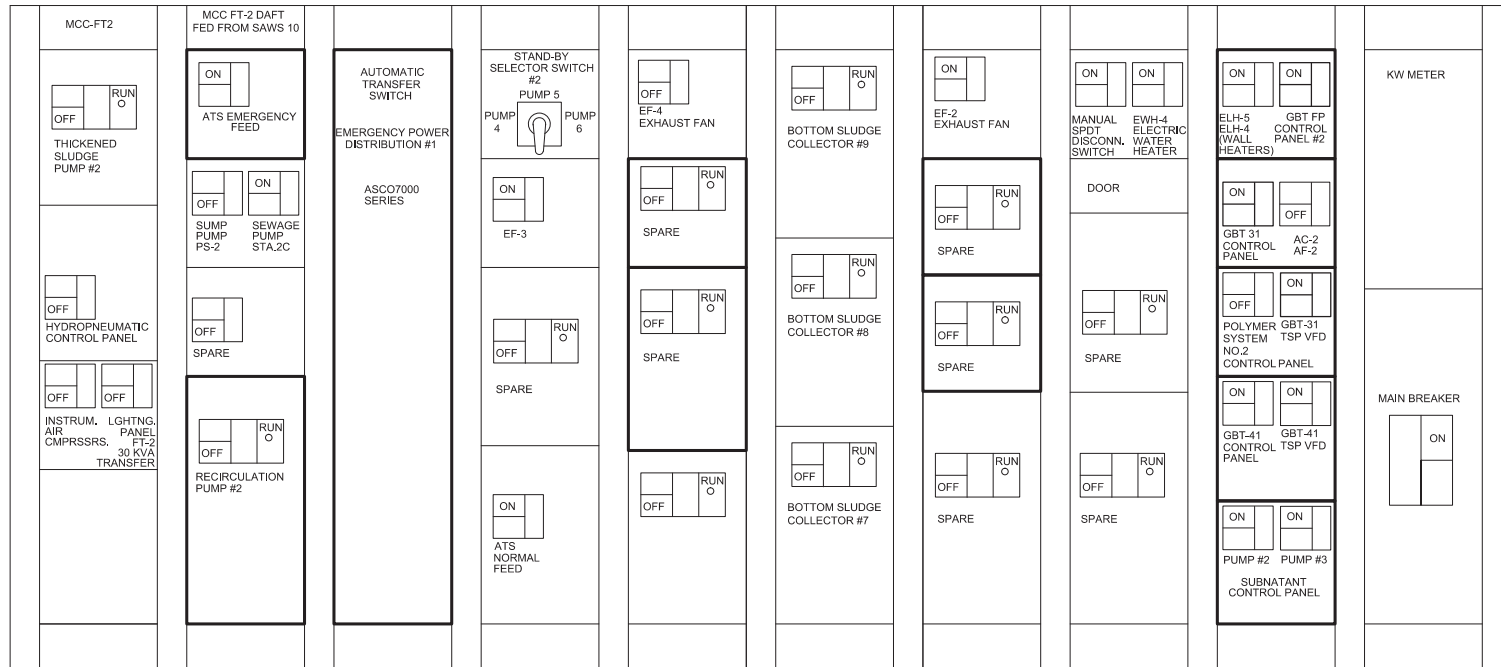 MCC-FT2
RUN
OFF
THICKENED
SLUDGE
PUMP #2
OFF
HYDROPNEUMATIC
CONTROL PANEL
OFF
OFF
INSTRUM.
AIR
CMPRSSRS.
LGHTNG.
PANEL
FT-2
30 KVA
TRANSFER
MCC FT-2 DAFT
FED FROM SAWS 10
ON
ATS EMERGENCY
FEED
OFF
ON
SUMP
PUMP
PS-2
SEWAGE
PUMP
STA.2C
OFF
SPARE
RUN
OFF
RECIRCULATION
PUMP #2
AUTOMATIC
TRANSFER
SWITCH
EMERGENCY POWER
DISTRIBUTION #1
ASCO7000
SERIES
STAND-BY
SELECTOR SWITCH
#2
PUMP 5
PUMP
4
PUMP
6
ON
EF-3
RUN
OFF
SPARE
ON
ATS
NORMAL
FEED
OFF
EF-4
EXHAUST FAN
RUN
OFF
SPARE
RUN
OFF
SPARE
RUN
OFF
RUN
OFF
BOTTOM SLUDGE
COLLECTOR #9
RUN
OFF
BOTTOM SLUDGE
COLLECTOR #8
RUN
OFF
BOTTOM SLUDGE
COLLECTOR #7
ON
EF-2
EXHAUST FAN
RUN
OFF
SPARE
RUN
OFF
SPARE
RUN
OFF
SPARE
ON
ON
MANUAL
SPDT
DISCONN.
SWITCH
EWH-4
ELECTRIC
WATER
HEATER
DOOR
RUN
OFF
SPARE
RUN
OFF
SPARE
ON
ON
ELH-5
ELH-4
(WALL
HEATERS)
GBT FP
CONTROL
PANEL #2
ON
OFF
GBT 31
CONTROL
PANEL
AC-2
AF-2
OFF
ON
POLYMER
SYSTEM
NO.2
CONTROL PANEL
GBT-31
TSP VFD
ON
ON
GBT-41
CONTROL
PANEL
GBT-41
TSP VFD
ON
ON
PUMP #2
PUMP #3
SUBNATANT
CONTROL PANEL
KW METER
MAIN BREAKER
ON